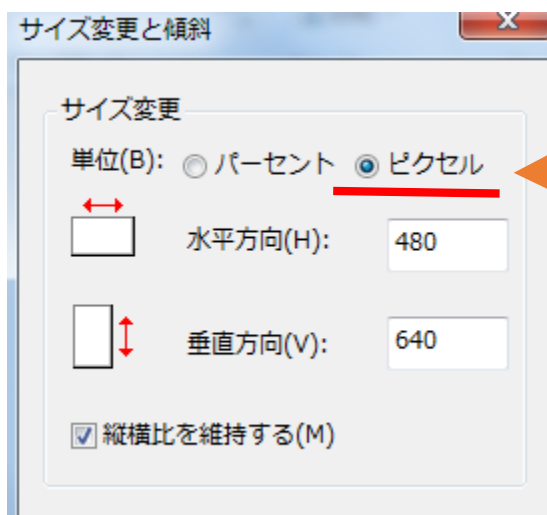 サイズ変更と傾斜
サイズ変更
単位(B): パーセント ピクセル
水平方向(H): 480
垂直方向(V): 640
縦横比を維持する(M)